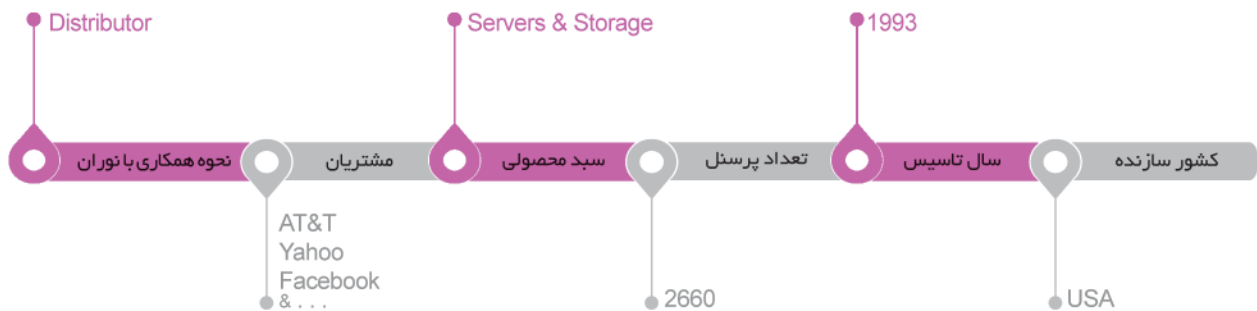 کشور سازنده
USA
سال تاسیس
1993
تعداد پرسنل
2660
سبد محصولی
Servers & Storage
مشتریان
AT&T
Yahoo
Facebook
& . . .
نحوه همکاری با نوران
Distributor